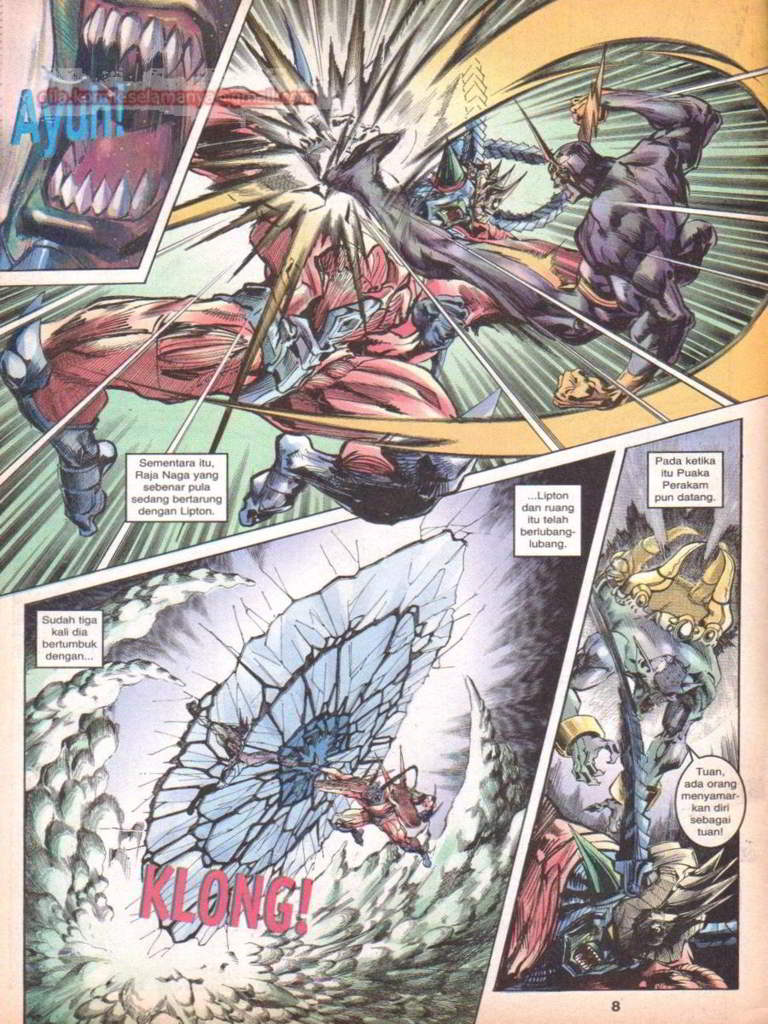 Ayuh!
Sementara itu,
Raja Naga yang
sebenar pula
sedang bertarung
dengan Lipton.
Sudah tiga
kali dia
bertumbuk
dengan...
...Lipton
dan ruang
itu telah
berlubang-
lubang.
KLONG!
Pada ketika
itu Puaka
Perakam
pun datang.
Tuan,
ada orang
menyamar-
kan diri
sebagai
tuan!
8